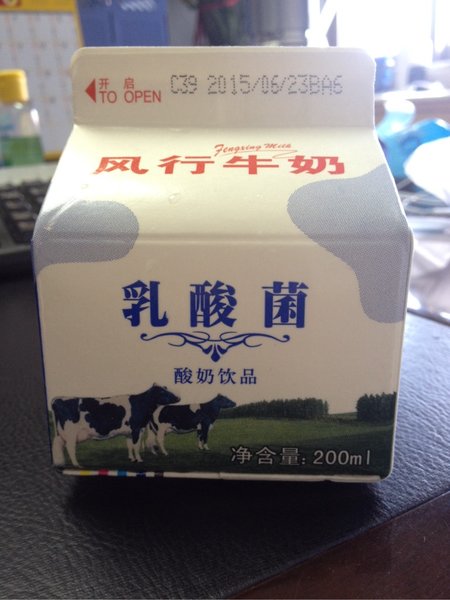 开启
TO OPEN
C39 2015/06/23BA6
Fengxing Milk
风行牛奶
乳酸菌
酸奶饮品
净含量:200ml